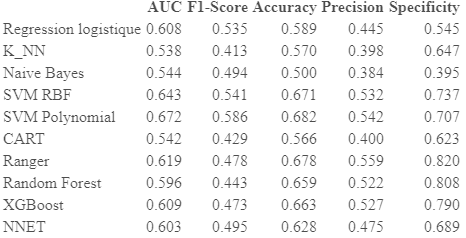 AUC F1-Score Accuracy Precision Specificity
Regression logistique 0.608 0.535 0.589 0.445 0.545
K_NN 0.538 0.413 0.570 0.398 0.647
Naive Bayes 0.544 0.494 0.500 0.384 0.395
SVM RBF 0.643 0.541 0.671 0.532 0.737
SVM Polynomial 0.672 0.586 0.682 0.542 0.707
CART 0.542 0.429 0.566 0.400 0.623
Ranger 0.619 0.478 0.678 0.559 0.820
Random Forest 0.596 0.443 0.659 0.522 0.808
XGBoost 0.609 0.473 0.663 0.527 0.790
NNET 0.603 0.495 0.628 0.475 0.689